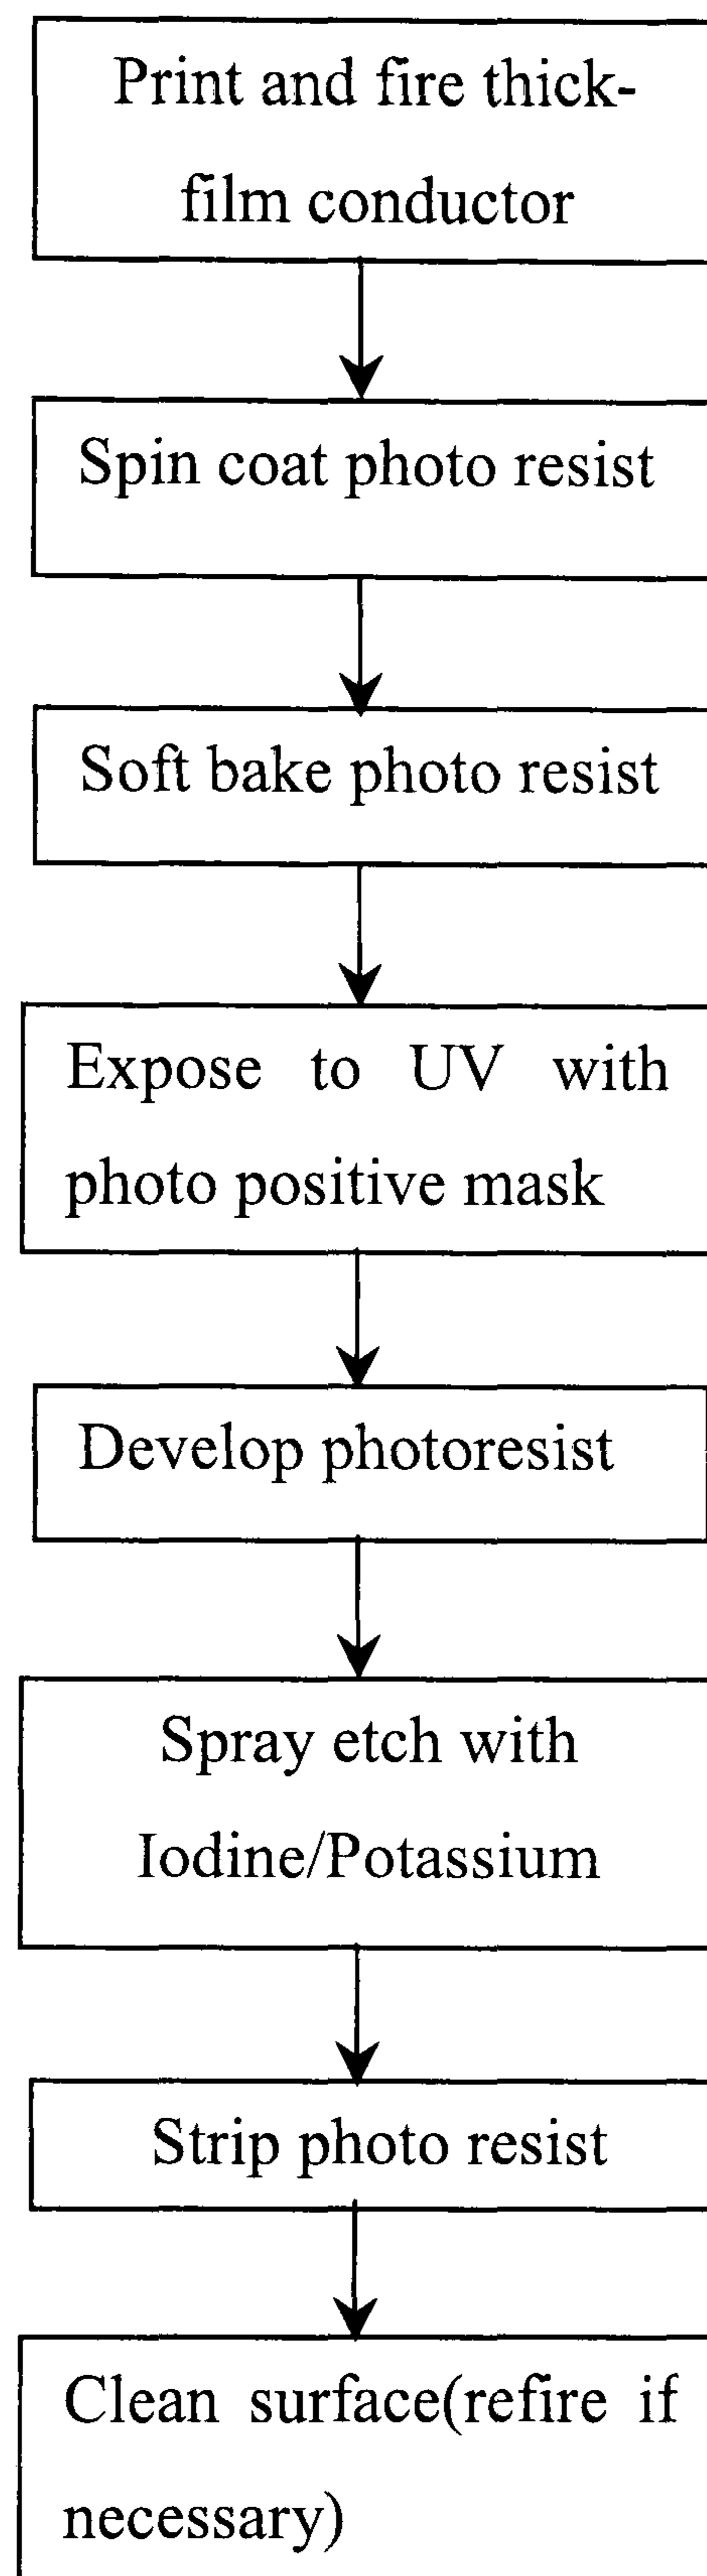 Print and fire thick-
film conductor
Spin coat photo resist
Soft bake photo resist
Expose to UV with
photo positive mask
Develop photoresist
Spray etch with
Iodine/Potassium
Strip photo resist
Clean surface(refire if
necessary)